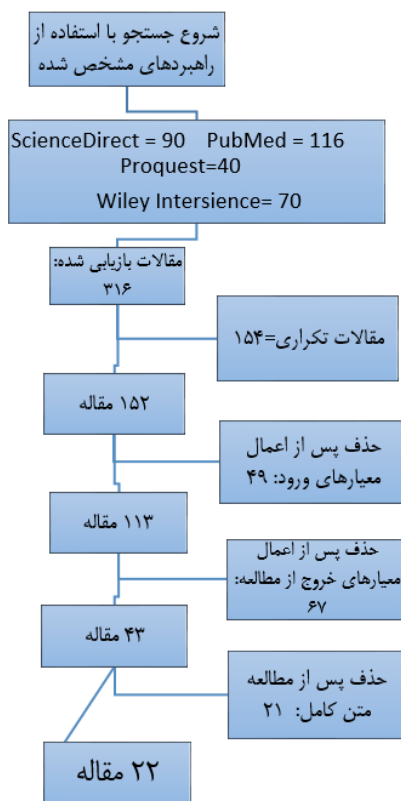 شروع جستجو با استفاده از
راهبردهای مشخص شده
ScienceDirect = 90 PubMed = 116
Proquest=40
Wiley Intersience= 70
مقالات بازیابی شده:
۳۱۶
مقالات تکراری=۱۵۴
۱۵۲ مقاله
حذف پس از اعمال
معیارهای ورود: ۴۹
۱۱۳ مقاله
حذف پس از اعمال
معیارهای خروج از مطالعه:
۶۷
۴۳ مقاله
حذف پس از مطالعه
متن کامل: ۲۱
۲۲ مقاله